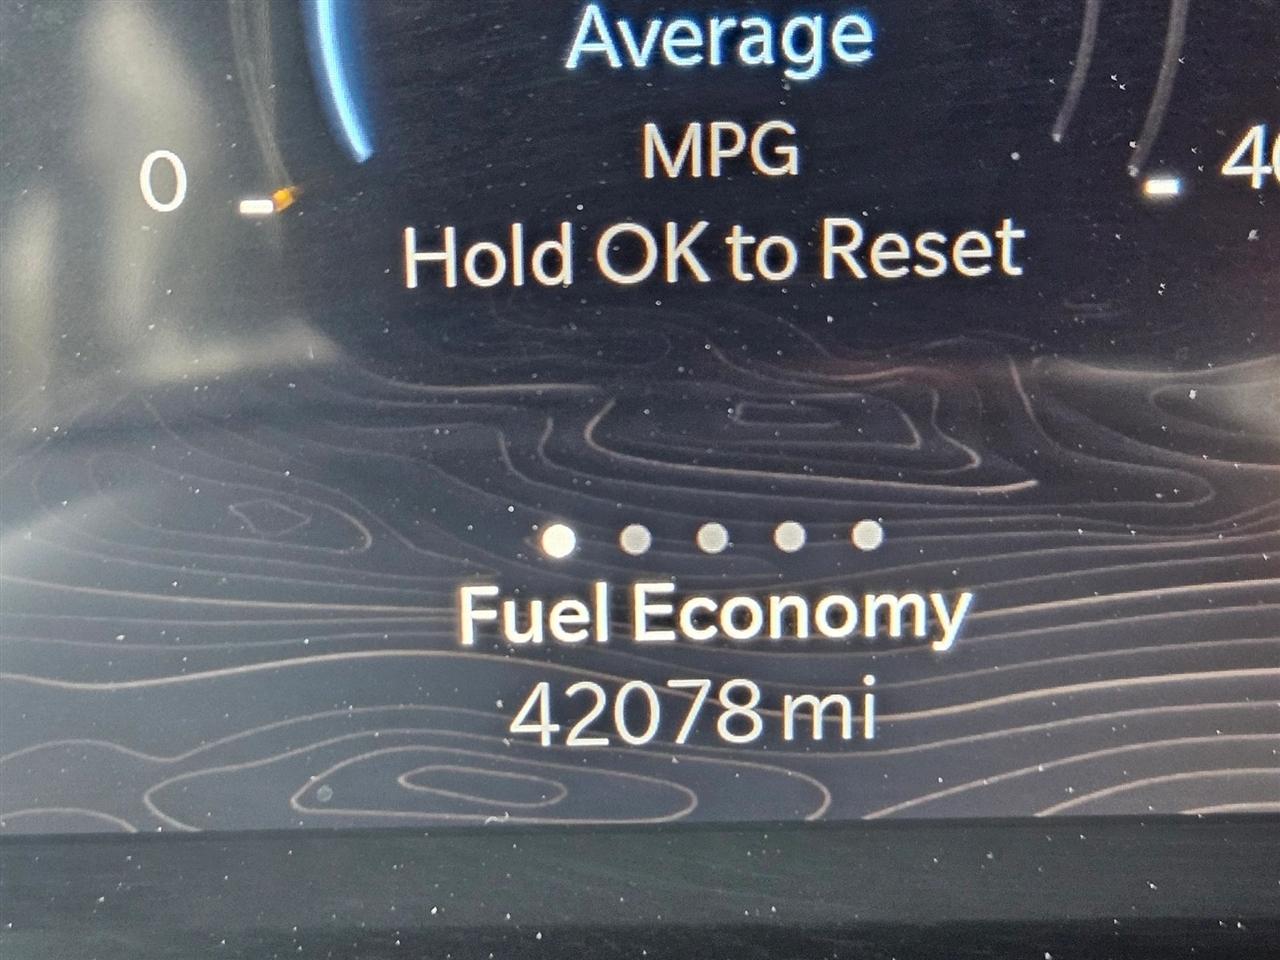 Average
MPG
0
Hold OK to Reset
Fuel Economy
42078 mi